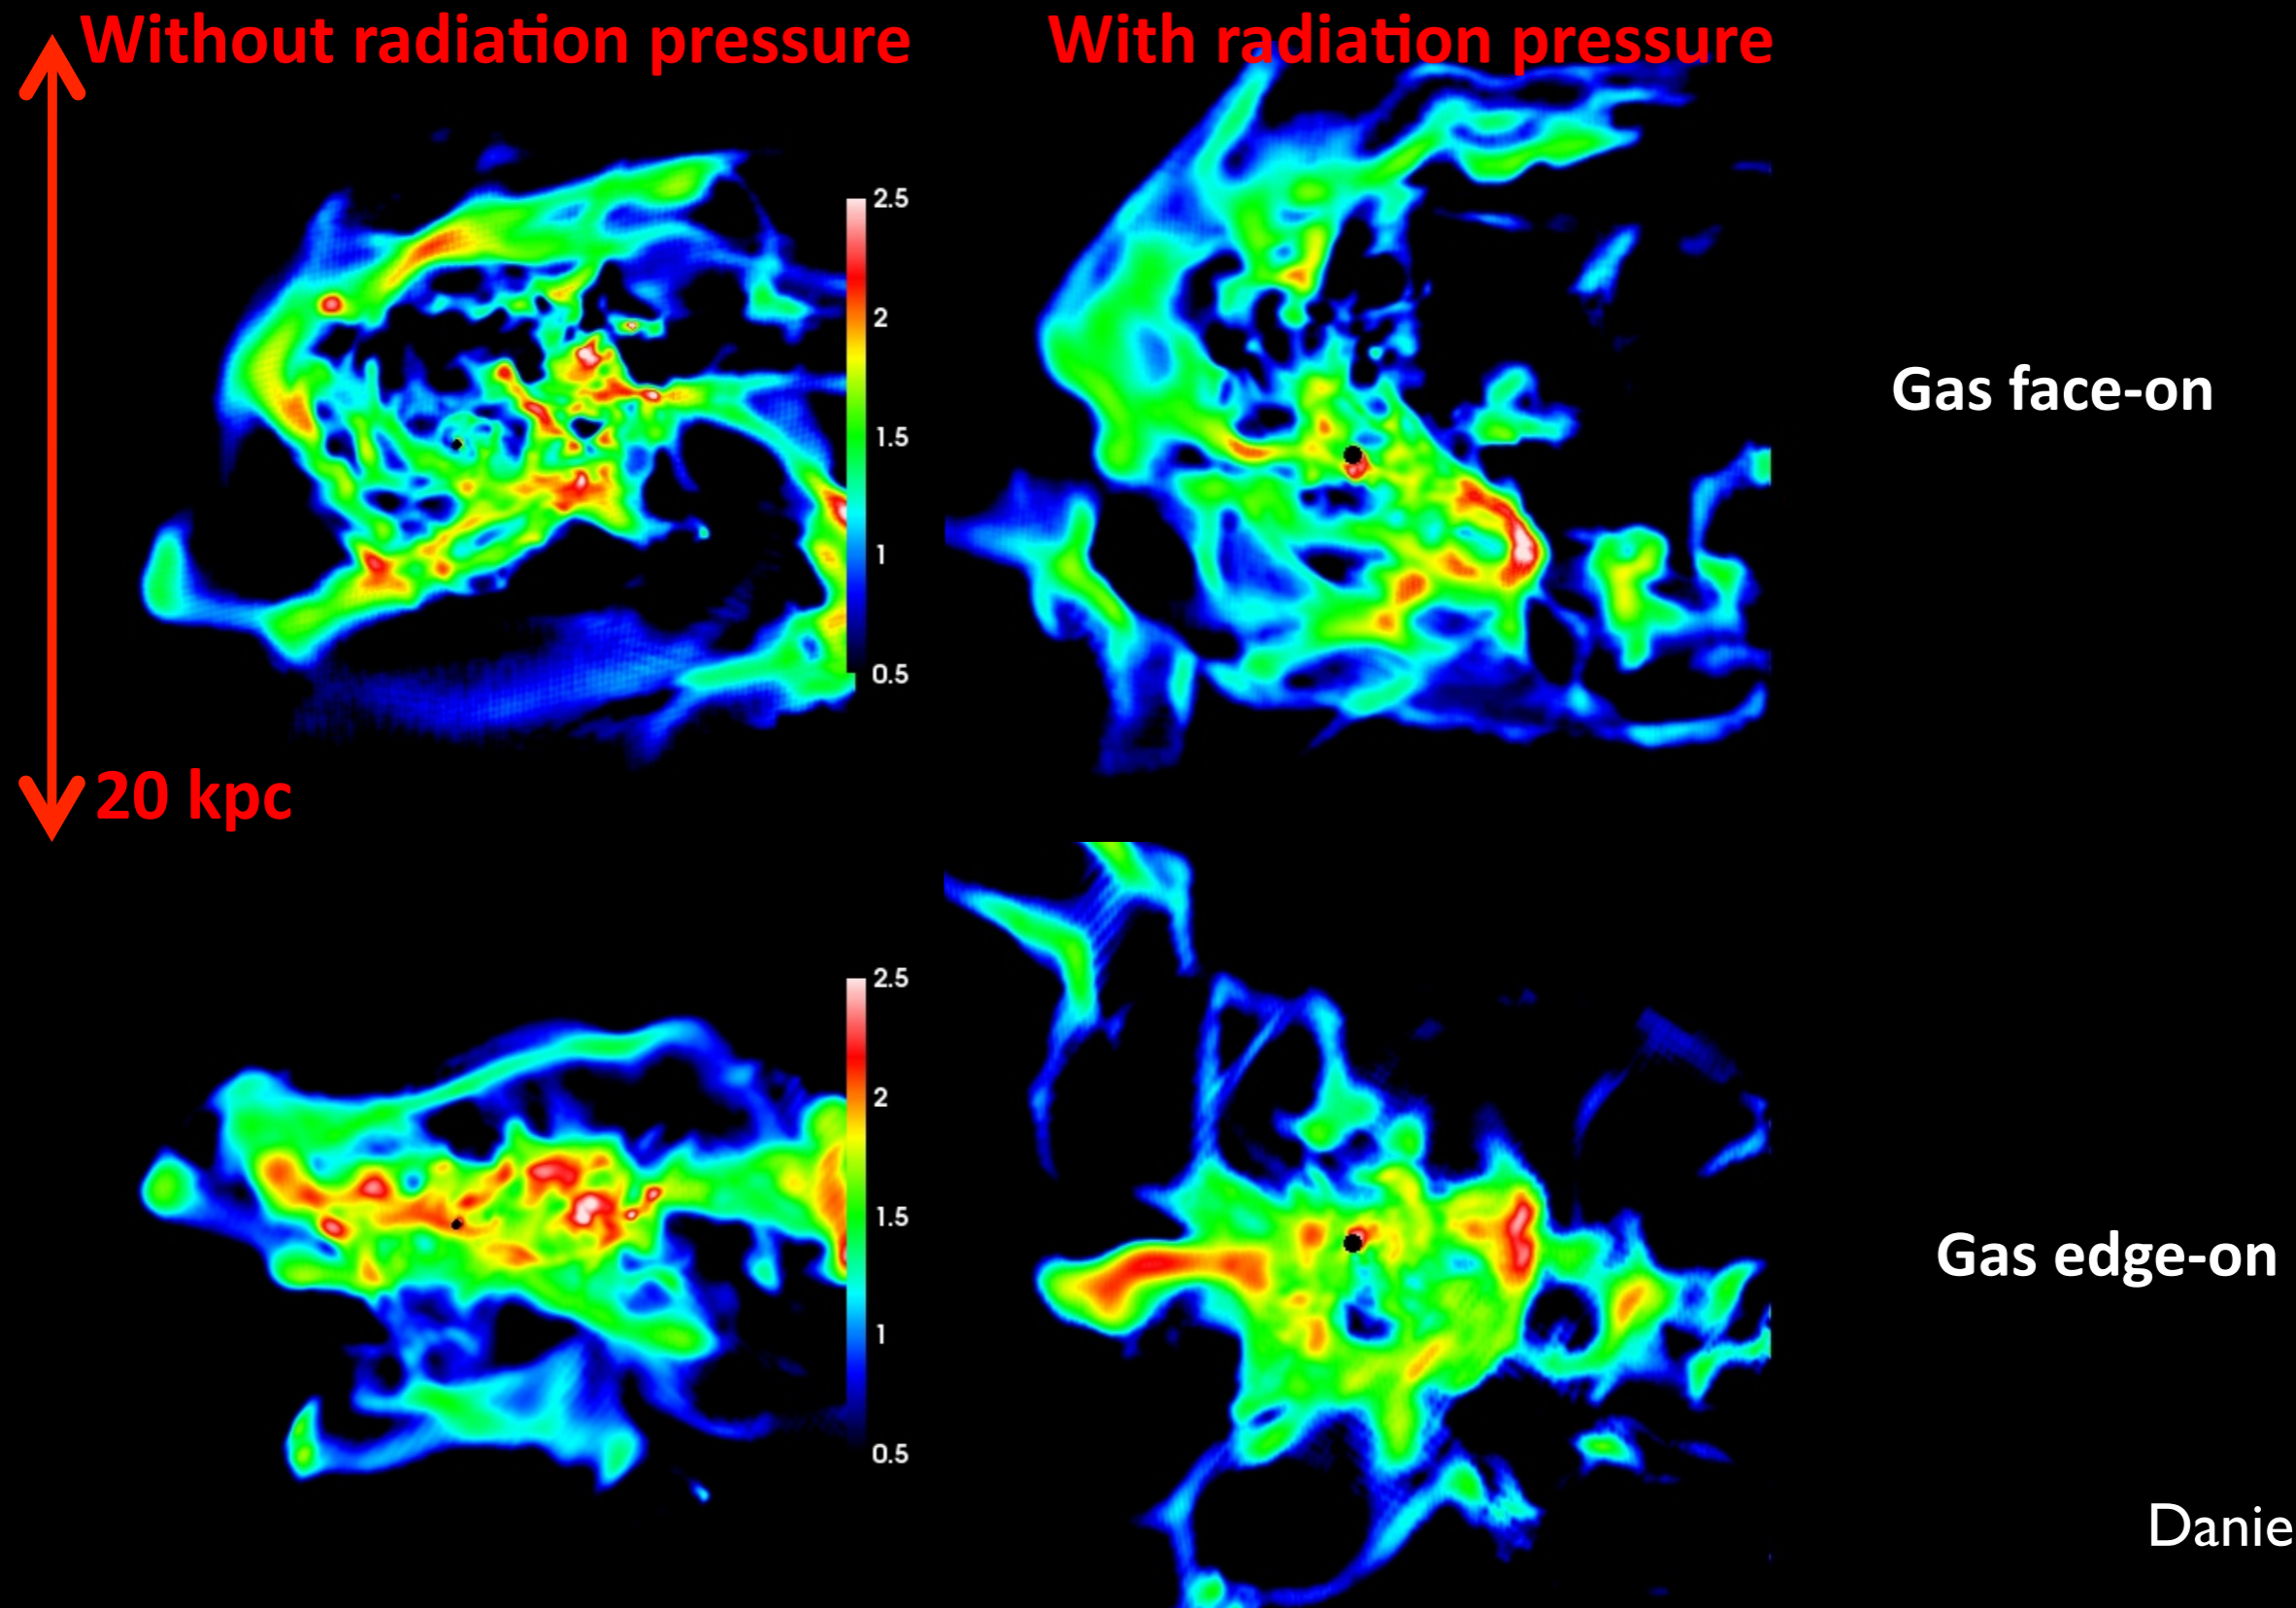 Without radiation pressure
With radiation pressure
2.5
2
1.5
1
0.5
Gas face-on
20 kpc
2.5
2
1.5
1
0.5
Gas edge-on
Danie